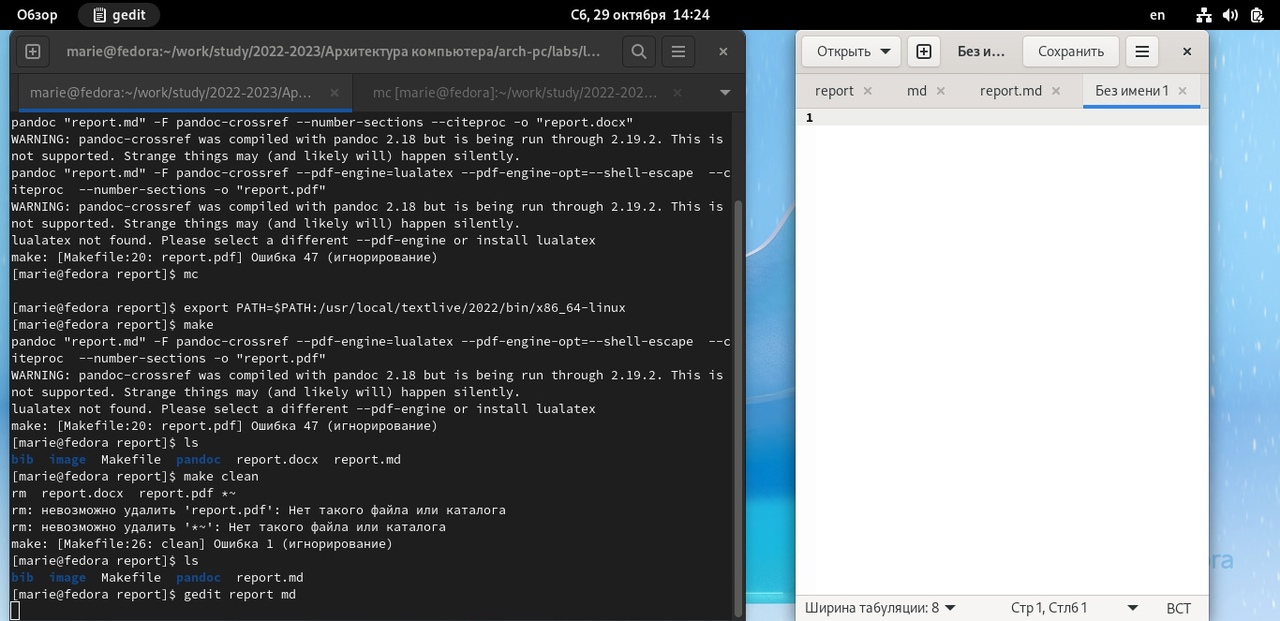 Обзор gedit Сб, 29 октября 14:24 en
marie@fedora:~/work/study/2022-2023/Архитектура компьютера/arch-pc/labs/l...
marie@fedora:~/work/study/2022-2023/Ар... mc [marie@fedora]:~/work/study/2022-202...
pandoc "report.md" -F pandoc-crossref --number-sections --citeproc -o "report.docx"
WARNING: pandoc-crossref was compiled with pandoc 2.18 but is being run through 2.19.2. This is
not supported. Strange things may (and likely will) happen silently.
pandoc "report.md" -F pandoc-crossref --pdf-engine=lualatex --pdf-engine-opt=--shell-escape  --c
iteproc  --number-sections -o "report.pdf"
WARNING: pandoc-crossref was compiled with pandoc 2.18 but is being run through 2.19.2. This is
not supported. Strange things may (and likely will) happen silently.
lualatex not found. Please select a different --pdf-engine or install lualatex
make: [Makefile:20: report.pdf] Ошибка 47 (игнорирование)
[marie@fedora report]$ mc
[marie@fedora report]$ export PATH=$PATH:/usr/local/textlive/2022/bin/x86_64-linux
[marie@fedora report]$ make
pandoc "report.md" -F pandoc-crossref --pdf-engine=lualatex --pdf-engine-opt=--shell-escape  --c
iteproc  --number-sections -o "report.pdf"
WARNING: pandoc-crossref was compiled with pandoc 2.18 but is being run through 2.19.2. This is
not supported. Strange things may (and likely will) happen silently.
lualatex not found. Please select a different --pdf-engine or install lualatex
make: [Makefile:20: report.pdf] Ошибка 47 (игнорирование)
[marie@fedora report]$ ls
bib  image  Makefile  pandoc  report.docx  report.md
[marie@fedora report]$ make clean
rm  report.docx  report.pdf *~
rm: невозможно удалить 'report.pdf': Нет такого файла или каталога
rm: невозможно удалить '*~': Нет такого файла или каталога
make: [Makefile:26: clean] Ошибка 1 (игнорирование)
[marie@fedora report]$ ls
bib  image  Makefile  pandoc  report.md
[marie@fedora report]$ gedit report md
Открыть Без и... Сохранить
report md report.md Без имени 1
1
Ширина табуляции: 8 Стр 1, Стлб 1 ВСТ